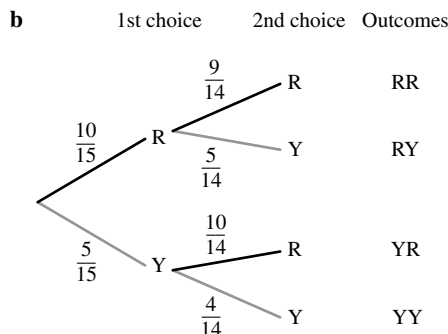 b 1st choice 2nd choice Outcomes
9/14 R RR
10/15 R
5/14 Y RY
10/14 R YR
5/15 Y
4/14 Y YY